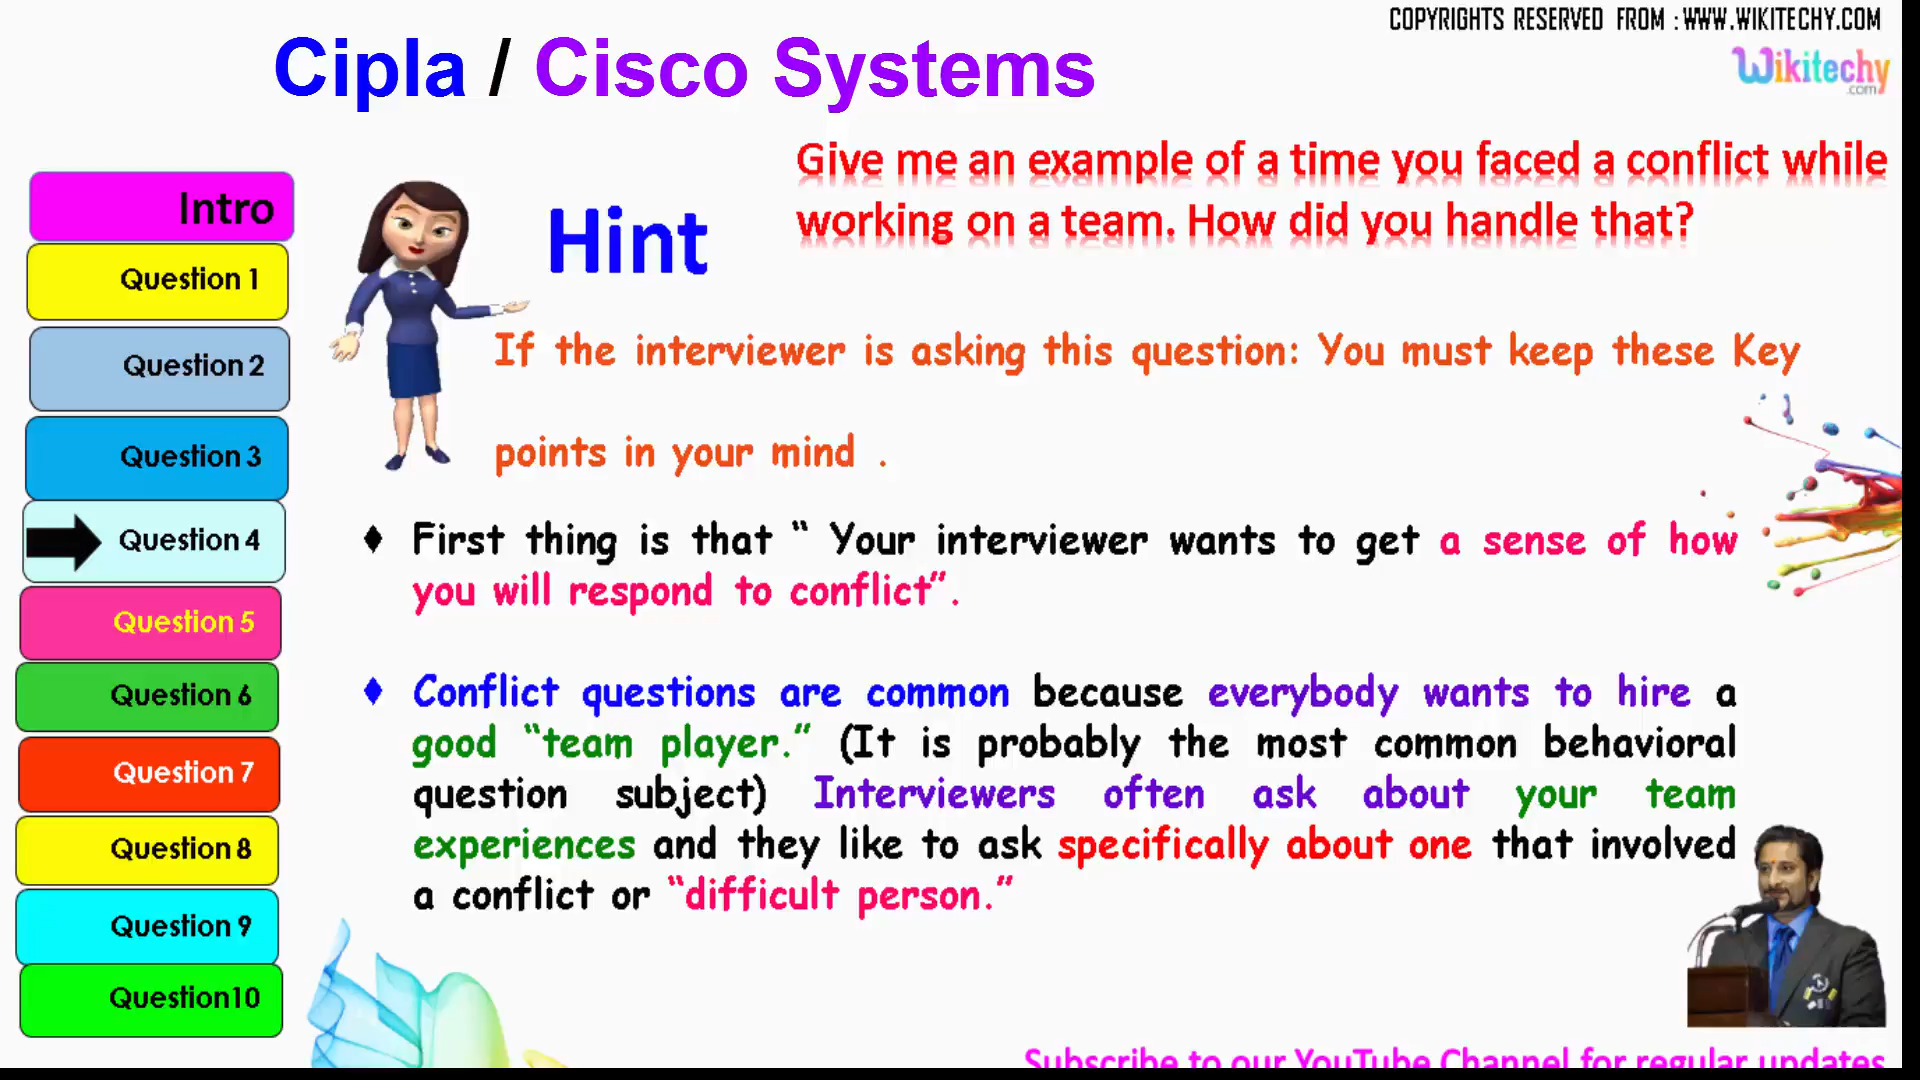 COPYRIGHTS RESERVED FROM : WWW.WIKITECHY.COM
Cipla / Cisco Systems
Wikitechy
.com
Give me an example of a time you faced a conflict while
working on a team. How did you handle that?
Hint
Intro
Question 1
Question 2
Question 3
Question 4
Question 5
Question 6
Question 7
Question 8
Question 9
Question10
If the interviewer is asking this question: You must keep these Key
points in your mind .
♦ First thing is that “ Your interviewer wants to get a sense of how
you will respond to conflict”.
♦ Conflict questions are common because everybody wants to hire a
good “team player.” (It is probably the most common behavioral
question subject) Interviewers often ask about your team
experiences and they like to ask specifically about one that involved
a conflict or “difficult person.”
Subscribe to our YouTube Channel for regular updates